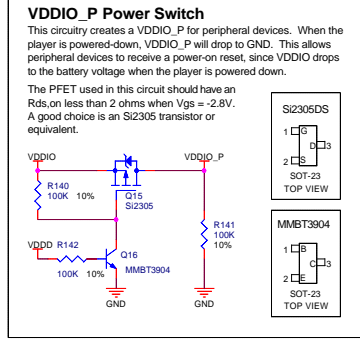 VDDIO_P Power Switch
This circuitry creates a VDDIO_P for peripheral devices. When the
player is powered-down, VDDIO_P will drop to GND. This allows
peripheral devices to receive a power-on reset, since VDDIO drops
to the battery voltage when the player is powered down.
The PFET used in this circuit should have an
Rds,on less than 2 ohms when Vgs = -2.8V.
A good choice is an Si2305 transistor or
equivalent.
Si2305DS
1 G
D 3
2 S
SOT-23
TOP VIEW
VDDIO
VDDIO_P
R140
100K 10%
Q15
Si2305
R141
100K
10%
VDDD R142
100K 10%
Q16
MMBT3904
GND
GND
MMBT3904
1 B
C 3
2 E
SOT-23
TOP VIEW